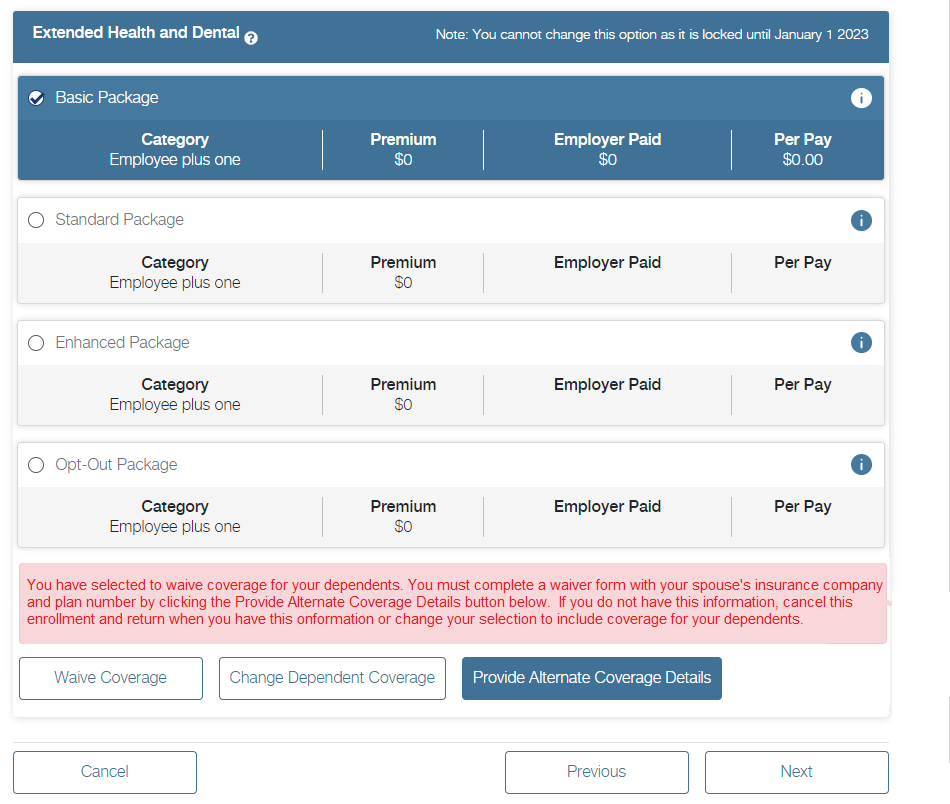 Extended Health and Dental ?
Note: You cannot change this option as it is locked until January 1 2023
Basic Package i
Category Premium Employer Paid Per Pay
Employee plus one $0 $0 $0.00
Standard Package i
Category Premium Employer Paid Per Pay
Employee plus one $0
Enhanced Package i
Category Premium Employer Paid Per Pay
Employee plus one $0
Opt-Out Package i
Category Premium Employer Paid Per Pay
Employee plus one $0
You have selected to waive coverage for your dependents. You must complete a waiver form with your spouse's insurance company
and plan number by clicking the Provide Alternate Coverage Details button below. If you do not have this information, cancel this
enrollment and return when you have this onformation or change your selection to include coverage for your dependents.
Waive Coverage Change Dependent Coverage Provide Alternate Coverage Details
Cancel Previous Next